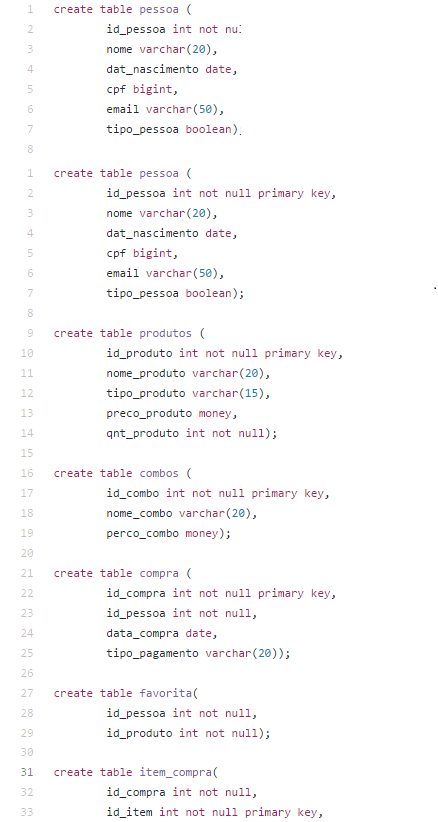 1 create table pessoa (
2 id_pessoa int not
3 nome varchar(20),
4 dat_nascimento date,
5 cpf bigint,
6 email varchar(50),
7 tipo_pessoa boolean)
8
1 create table pessoa (
2 id_pessoa int not null primary key,
3 nome varchar(20),
4 dat_nascimento date,
5 cpf bigint,
6 email varchar(50),
7 tipo_pessoa boolean);
8
9 create table produtos (
10 id_produto int not null primary key,
11 nome_produto varchar(20),
12 tipo_produto varchar(15),
13 preco_produto money,
14 qnt_produto int not null);
15
16 create table combos (
17 id_combo int not null primary key,
18 nome_combo varchar(20),
19 perco_combo money);
20
21 create table compra (
22 id_compra int not null primary key,
23 id_pessoa int not null,
24 data_compra date,
25 tipo_pagamento varchar(20));
26
27 create table favorita(
28 id_pessoa int not null,
29 id_produto int not null);
30
31 create table item_compra(
32 id_compra int not null,
33 id_item int not null primary key,